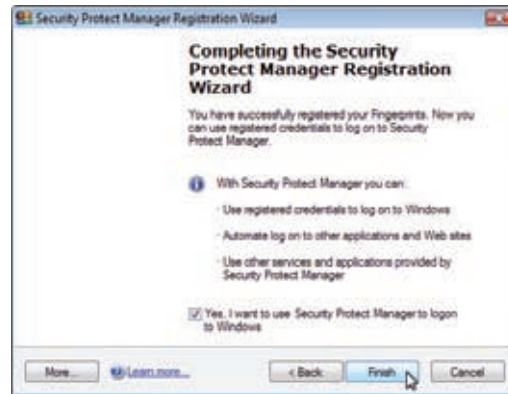 Security Protect Manager Registration Wizard
Completing the Security
Protect Manager Registration
Wizard
You have successfully registered your Fingerprints. Now you
can use registered credentials to log on to Security
Protect Manager.
With Security Protect Manager you can:
· Use registered credentials to log on to Windows
· Automate log on to other applications and Web sites
· Use other services and applications provided by
Security Protect Manager
Yes, I want to use Security Protect Manager to logon
to Windows
More... Learn more... < Back Finish Cancel